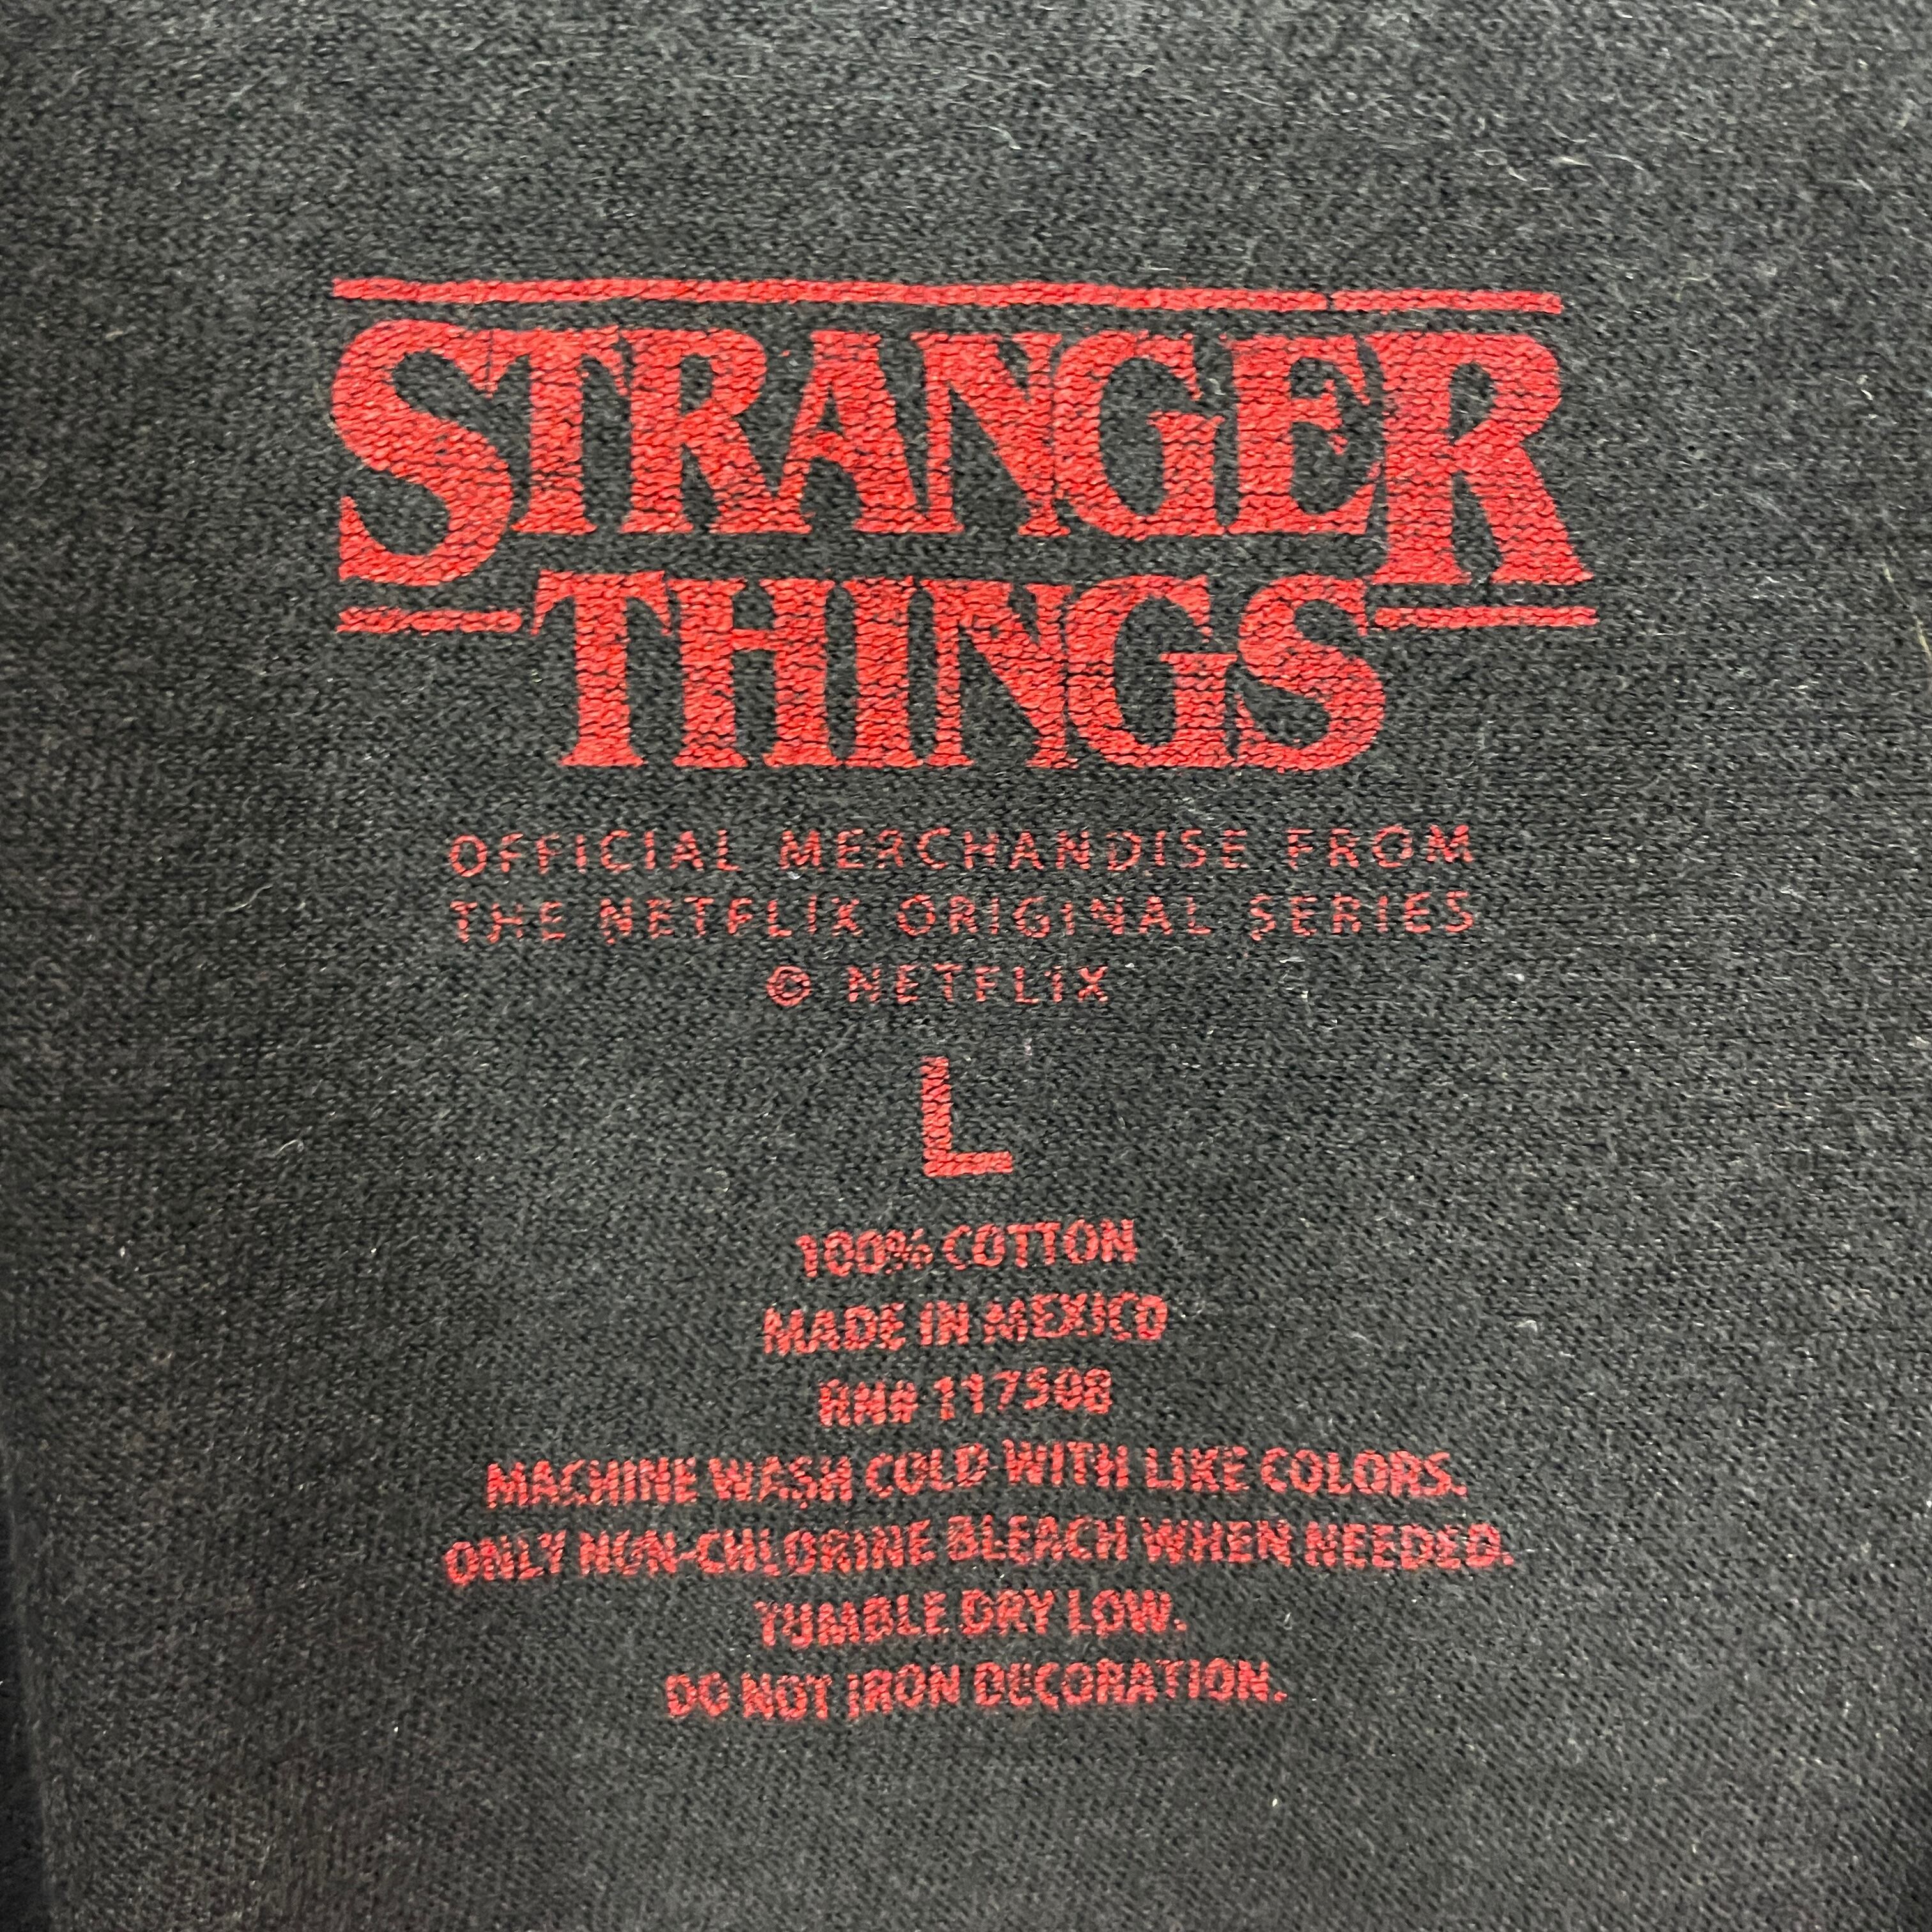 STRANGER
THINGS
OFFICIAL MERCHANDISE FROM
THE NETFLIX ORIGINAL SERIES
© NETFLIX
L
100% COTTON
MADE IN MEXICO
RN# 117508
MACHINE WASH COLD WITH LIKE COLORS.
ONLY NON-CHLORINE BLEACH WHEN NEEDED.
TUMBLE DRY LOW.
DO NOT IRON DECORATION.